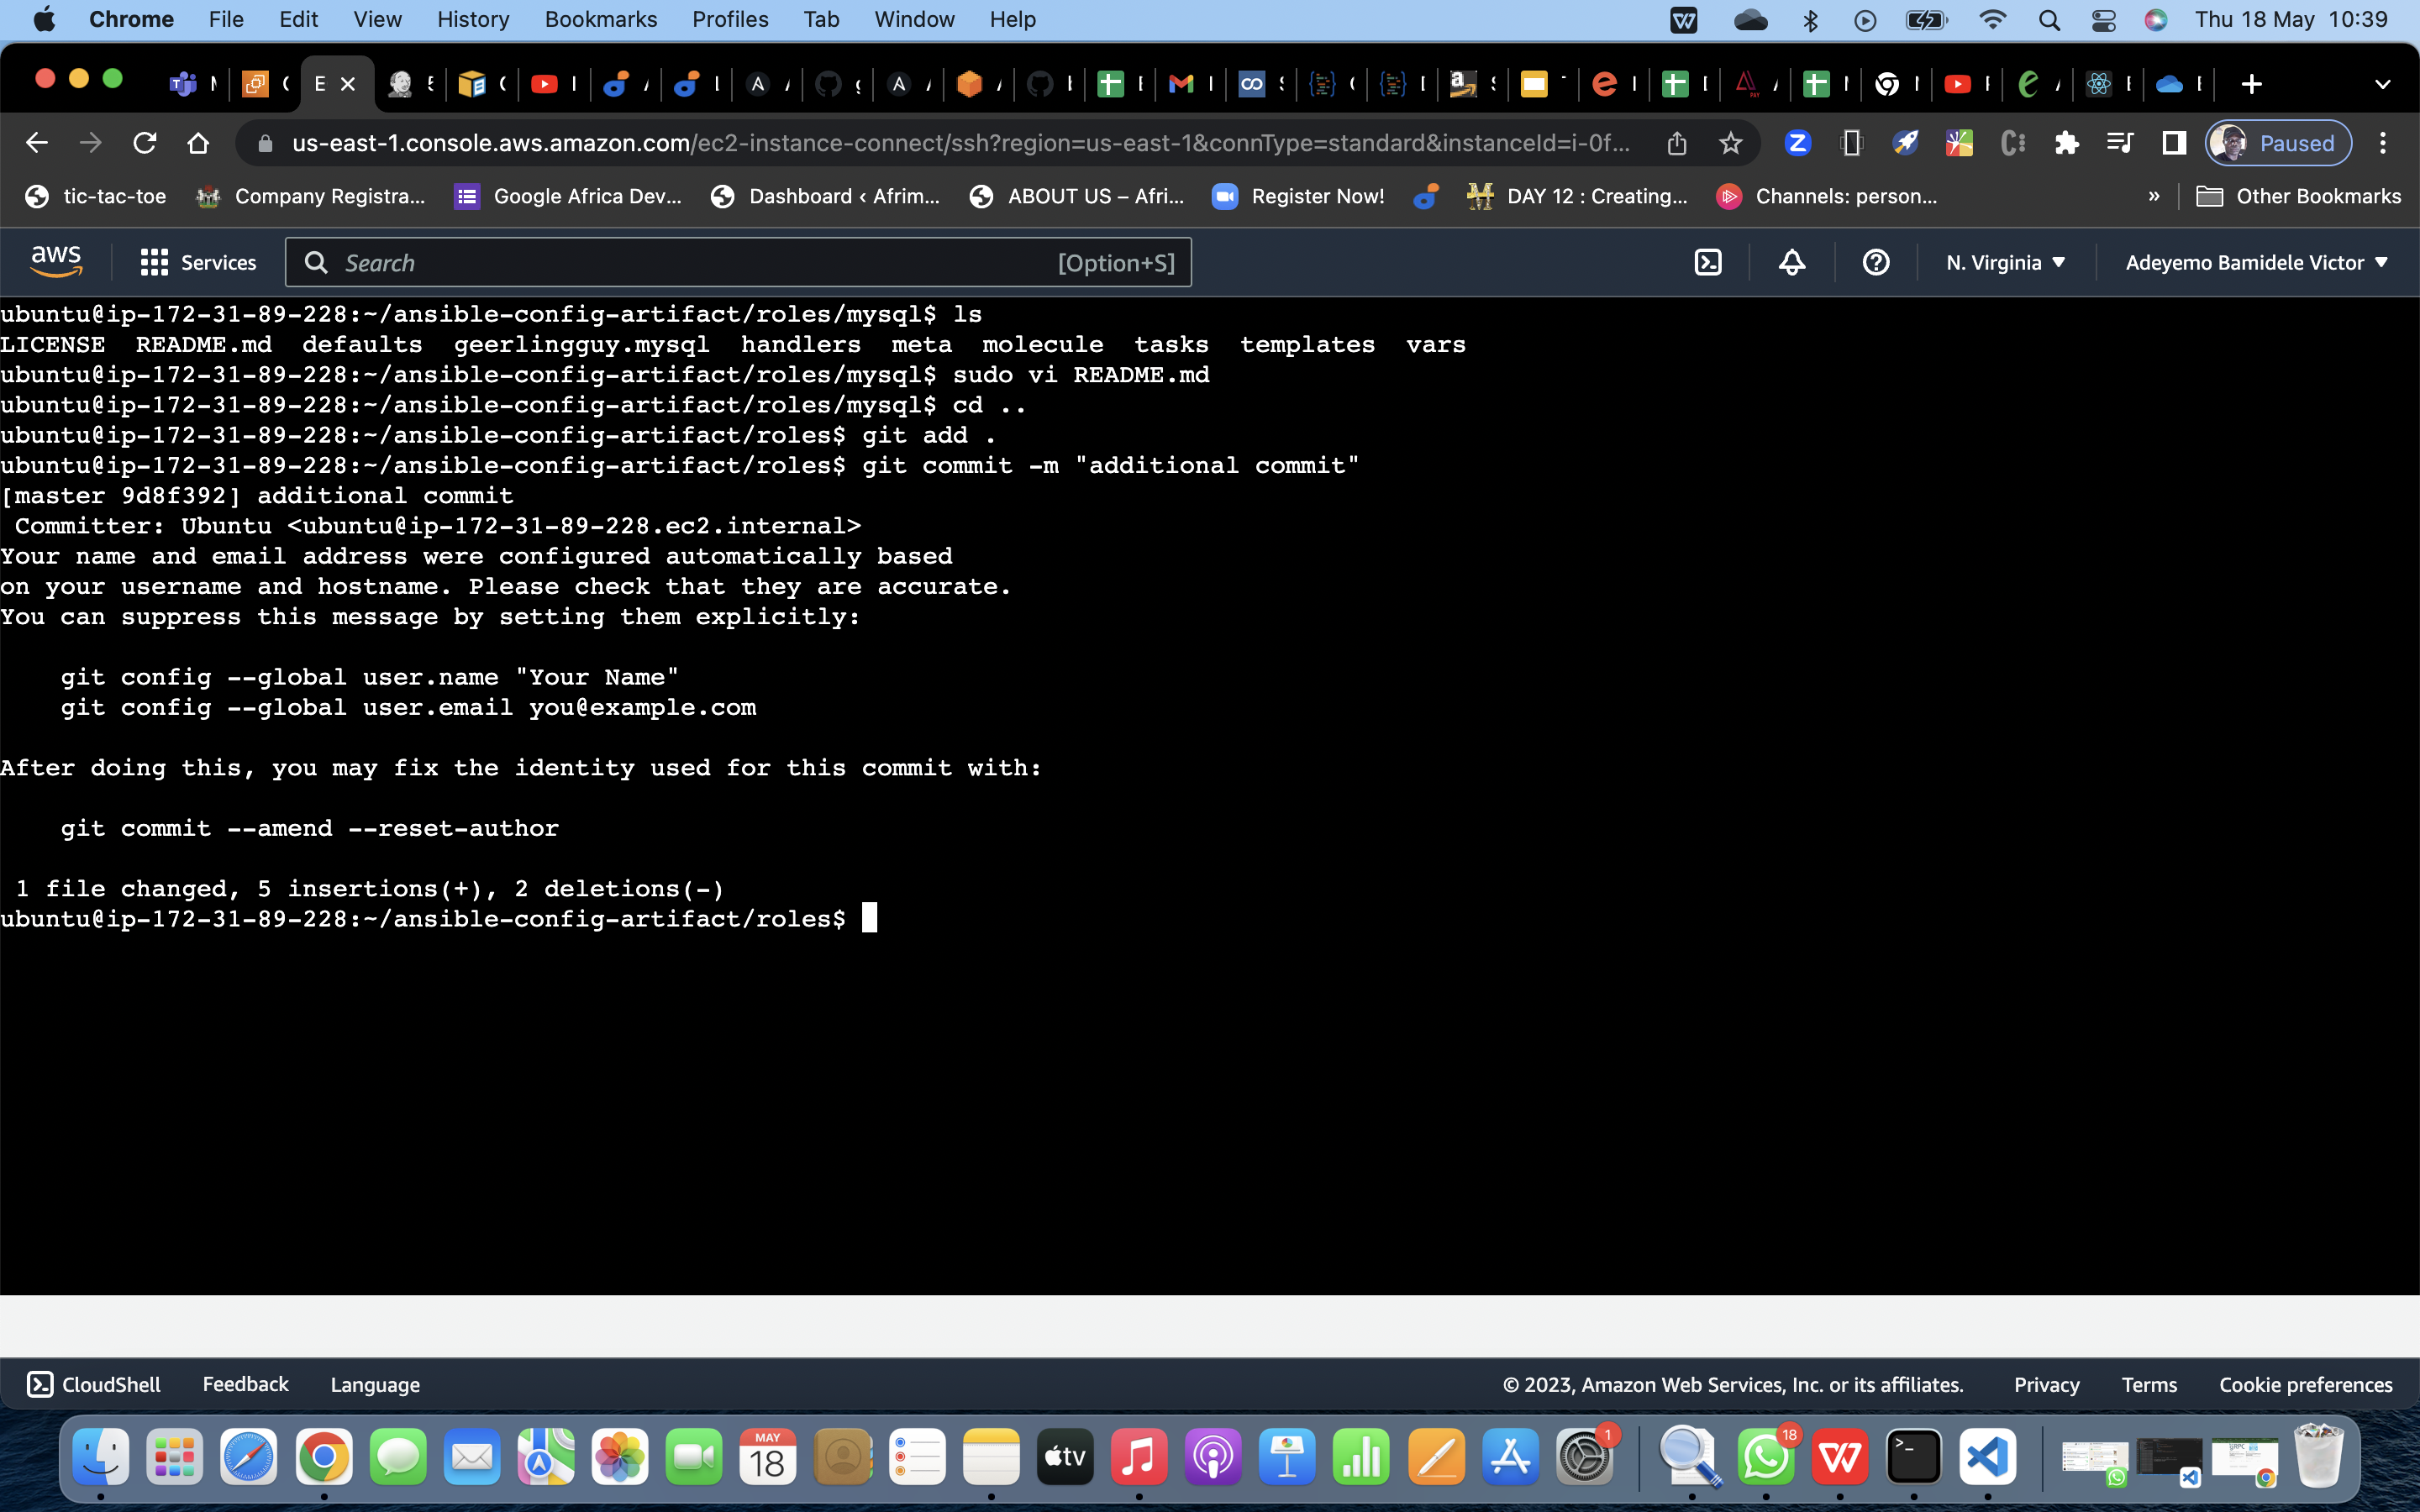 Chrome File Edit View History Bookmarks Profiles Tab Window Help Thu 18 May 10:39
E
us-east-1.console.aws.amazon.com/ec2-instance-connect/ssh?region=us-east-1&connType=standard&instanceId=i-0f... Paused
tic-tac-toe Company Registra... Google Africa Dev... Dashboard ‹ Afrim... ABOUT US – Afri... Register Now! DAY 12 : Creating... Channels: person... » Other Bookmarks
aws Services Search [Option+S] N. Virginia Adeyemo Bamidele Victor
ubuntu@ip-172-31-89-228:~/ansible-config-artifact/roles/mysql$ ls
LICENSE README.md defaults geerlingguy.mysql handlers meta molecule tasks templates vars
ubuntu@ip-172-31-89-228:~/ansible-config-artifact/roles/mysql$ sudo vi README.md
ubuntu@ip-172-31-89-228:~/ansible-config-artifact/roles/mysql$ cd ..
ubuntu@ip-172-31-89-228:~/ansible-config-artifact/roles$ git add .
ubuntu@ip-172-31-89-228:~/ansible-config-artifact/roles$ git commit -m "additional commit"
[master 9d8f392] additional commit
Committer: Ubuntu <ubuntu@ip-172-31-89-228.ec2.internal>
Your name and email address were configured automatically based
on your username and hostname. Please check that they are accurate.
You can suppress this message by setting them explicitly:
git config --global user.name "Your Name"
git config --global user.email you@example.com
After doing this, you may fix the identity used for this commit with:
git commit --amend --reset-author
1 file changed, 5 insertions(+), 2 deletions(-)
ubuntu@ip-172-31-89-228:~/ansible-config-artifact/roles$
CloudShell Feedback Language © 2023, Amazon Web Services, Inc. or its affiliates. Privacy Terms Cookie preferences
MAY 18 tv 1 18